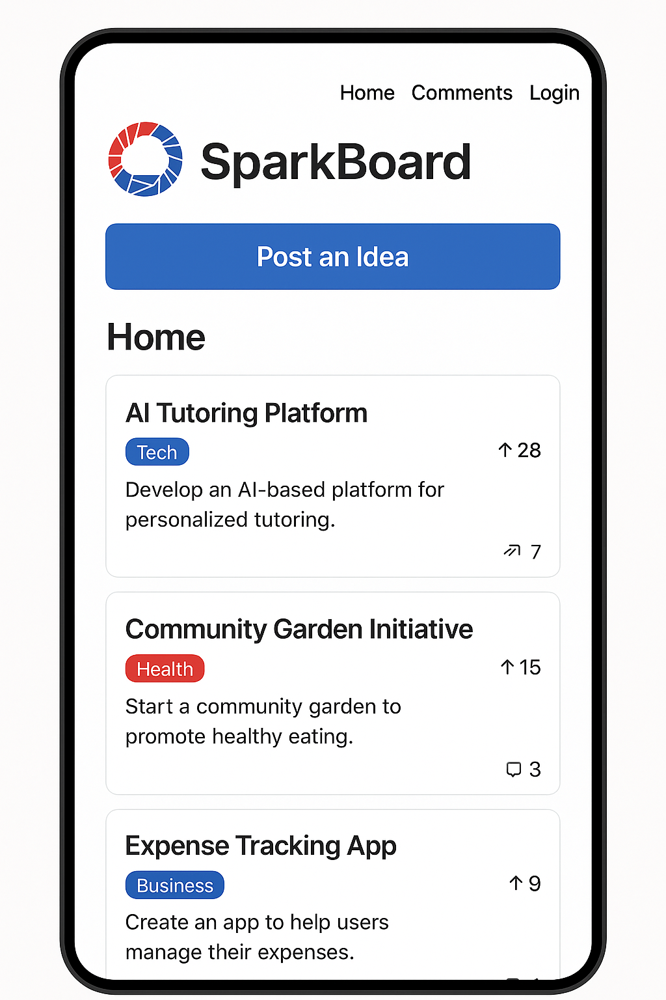 Home Comments Login
SparkBoard
Post an Idea
Home
AI Tutoring Platform
Tech
↑ 28
Develop an AI-based platform for
personalized tutoring.
7
Community Garden Initiative
Health
↑ 15
Start a community garden to
promote healthy eating.
3
Expense Tracking App
Business
↑ 9
Create an app to help users
manage their expenses.